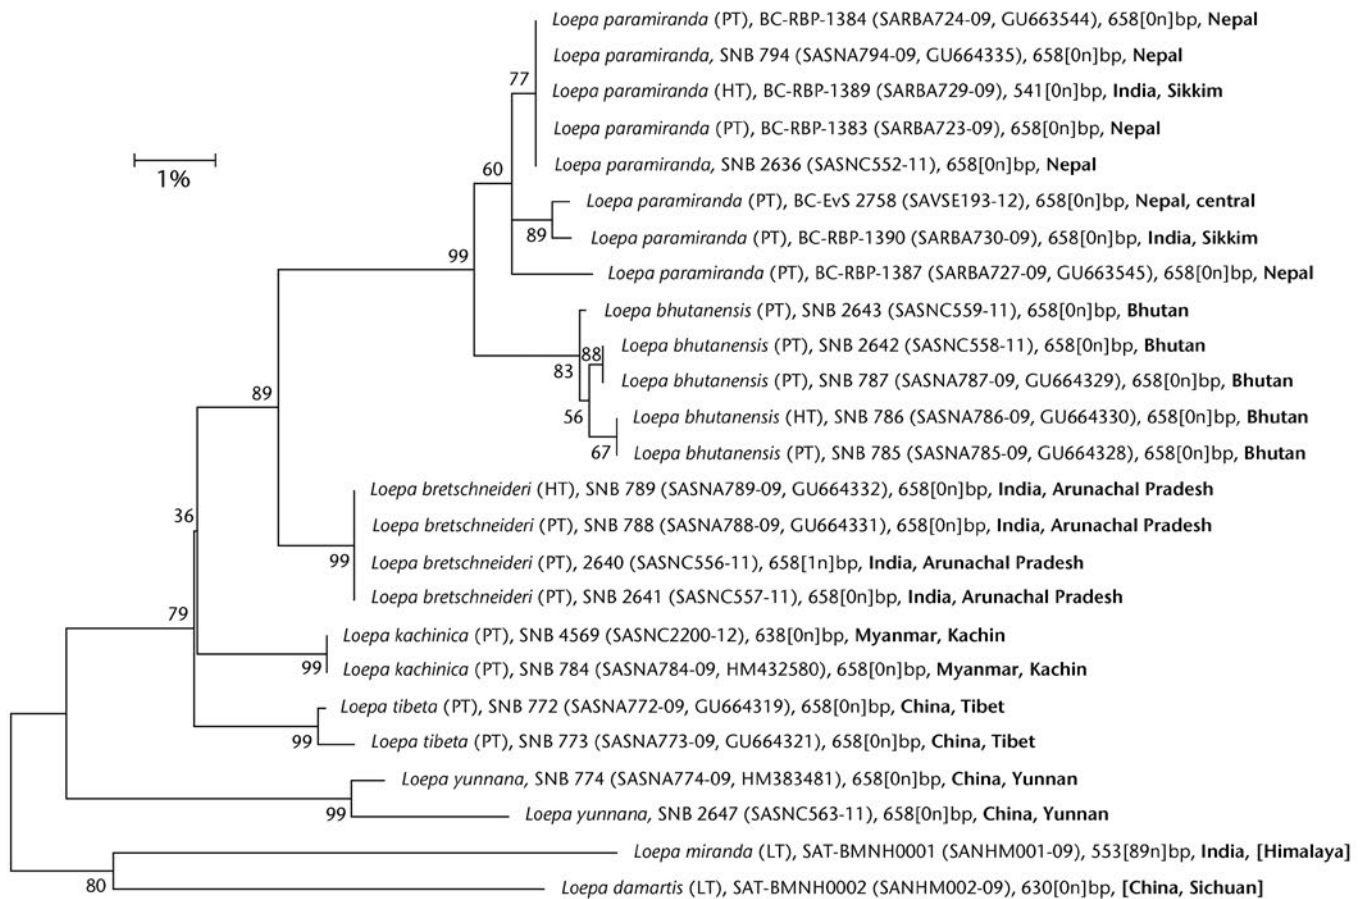 Loepa paramiranda (PT), BC-RBP-1384 (SARBA724-09, GU663544), 658[0n]bp, Nepal
Loepa paramiranda, SNB 794 (SASNA794-09, GU664335), 658[0n]bp, Nepal
77
Loepa paramiranda (HT), BC-RBP-1389 (SARBA729-09), 541[0n]bp, India, Sikkim
Loepa paramiranda (PT), BC-RBP-1383 (SARBA723-09), 658[0n]bp, Nepal
Loepa paramiranda, SNB 2636 (SASNC552-11), 658[0n]bp, Nepal
1%
60
Loepa paramiranda (PT), BC-EvS 2758 (SAVSE193-12), 658[0n]bp, Nepal, central
89
Loepa paramiranda (PT), BC-RBP-1390 (SARBA730-09), 658[0n]bp, India, Sikkim
99
Loepa paramiranda (PT), BC-RBP-1387 (SARBA727-09, GU663545), 658[0n]bp, Nepal
Loepa bhutanensis (PT), SNB 2643 (SASNC559-11), 658[0n]bp, Bhutan
88
Loepa bhutanensis (PT), SNB 2642 (SASNC558-11), 658[0n]bp, Bhutan
83
Loepa bhutanensis (PT), SNB 787 (SASNA787-09, GU664329), 658[0n]bp, Bhutan
89
56
Loepa bhutanensis (HT), SNB 786 (SASNA786-09, GU664330), 658[0n]bp, Bhutan
67
Loepa bhutanensis (PT), SNB 785 (SASNA785-09, GU664328), 658[0n]bp, Bhutan
Loepa bretschneideri (HT), SNB 789 (SASNA789-09, GU664332), 658[0n]bp, India, Arunachal Pradesh
36
Loepa bretschneideri (PT), SNB 788 (SASNA788-09, GU664331), 658[0n]bp, India, Arunachal Pradesh
99
Loepa bretschneideri (PT), 2640 (SASNC556-11), 658[1n]bp, India, Arunachal Pradesh
Loepa bretschneideri (PT), SNB 2641 (SASNC557-11), 658[0n]bp, India, Arunachal Pradesh
79
Loepa kachinica (PT), SNB 4569 (SASNC2200-12), 638[0n]bp, Myanmar, Kachin
99
Loepa kachinica (PT), SNB 784 (SASNA784-09, HM432580), 658[0n]bp, Myanmar, Kachin
Loepa tibeta (PT), SNB 772 (SASNA772-09, GU664319), 658[0n]bp, China, Tibet
99
Loepa tibeta (PT), SNB 773 (SASNA773-09, GU664321), 658[0n]bp, China, Tibet
Loepa yunnana, SNB 774 (SASNA774-09, HM383481), 658[0n]bp, China, Yunnan
99
Loepa yunnana, SNB 2647 (SASNC563-11), 658[0n]bp, China, Yunnan
Loepa miranda (LT), SAT-BMNH0001 (SANHM001-09), 553[89n]bp, India, [Himalaya]
80
Loepa damartis (LT), SAT-BMNH0002 (SANHM002-09), 630[0n]bp, [China, Sichuan]